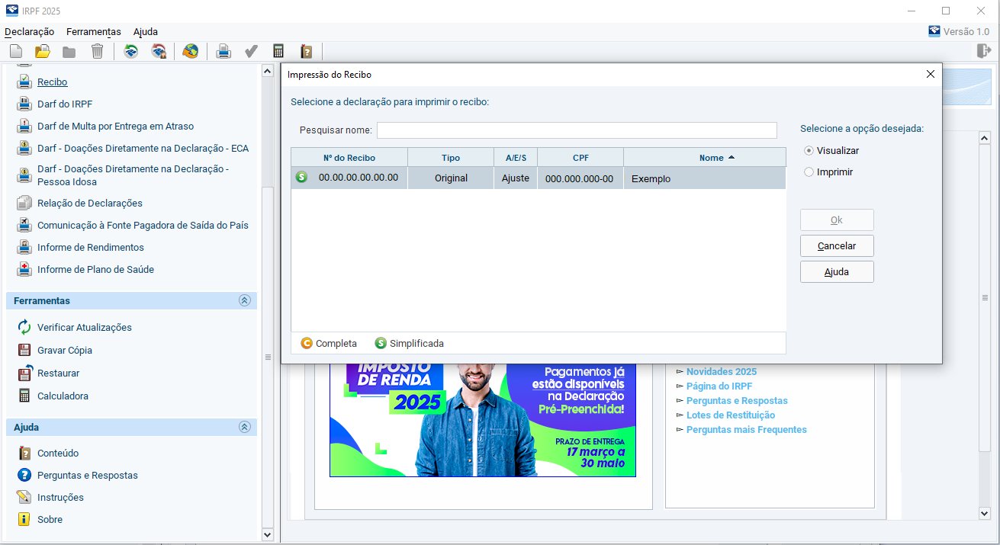 IRPF 2025
Declaração Ferramentas Ajuda
Versão 1.0
Recibo
Darf do IRPF
Darf de Multa por Entrega em Atraso
Darf - Doações Diretamente na Declaração - ECA
Darf - Doações Diretamente na Declaração -
Pessoa Idosa
Relação de Declarações
Comunicação à Fonte Pagadora de Saída do País
Informe de Rendimentos
Informe de Plano de Saúde
Ferramentas
Verificar Atualizações
Gravar Cópia
Restaurar
Calculadora
Ajuda
Conteúdo
Perguntas e Respostas
Instruções
Sobre
Impressão do Recibo
Selecione a declaração para imprimir o recibo:
Pesquisar nome:
Nº do Recibo Tipo A/E/S CPF Nome
S 00.00.00.00.00.00 Original Ajuste 000.000.000-00 Exemplo
C Completa S Simplificada
Selecione a opção desejada:
Visualizar
Imprimir
Ok
Cancelar
Ajuda
IMPOSTO
DE RENDA
2025
Pagamentos já
estão disponíveis
na Declaração
Pré-Preenchida!
PRAZO DE ENTREGA
17 março a
30 maio
Novidades 2025
Página do IRPF
Perguntas e Respostas
Lotes de Restituição
Perguntas mais Frequentes